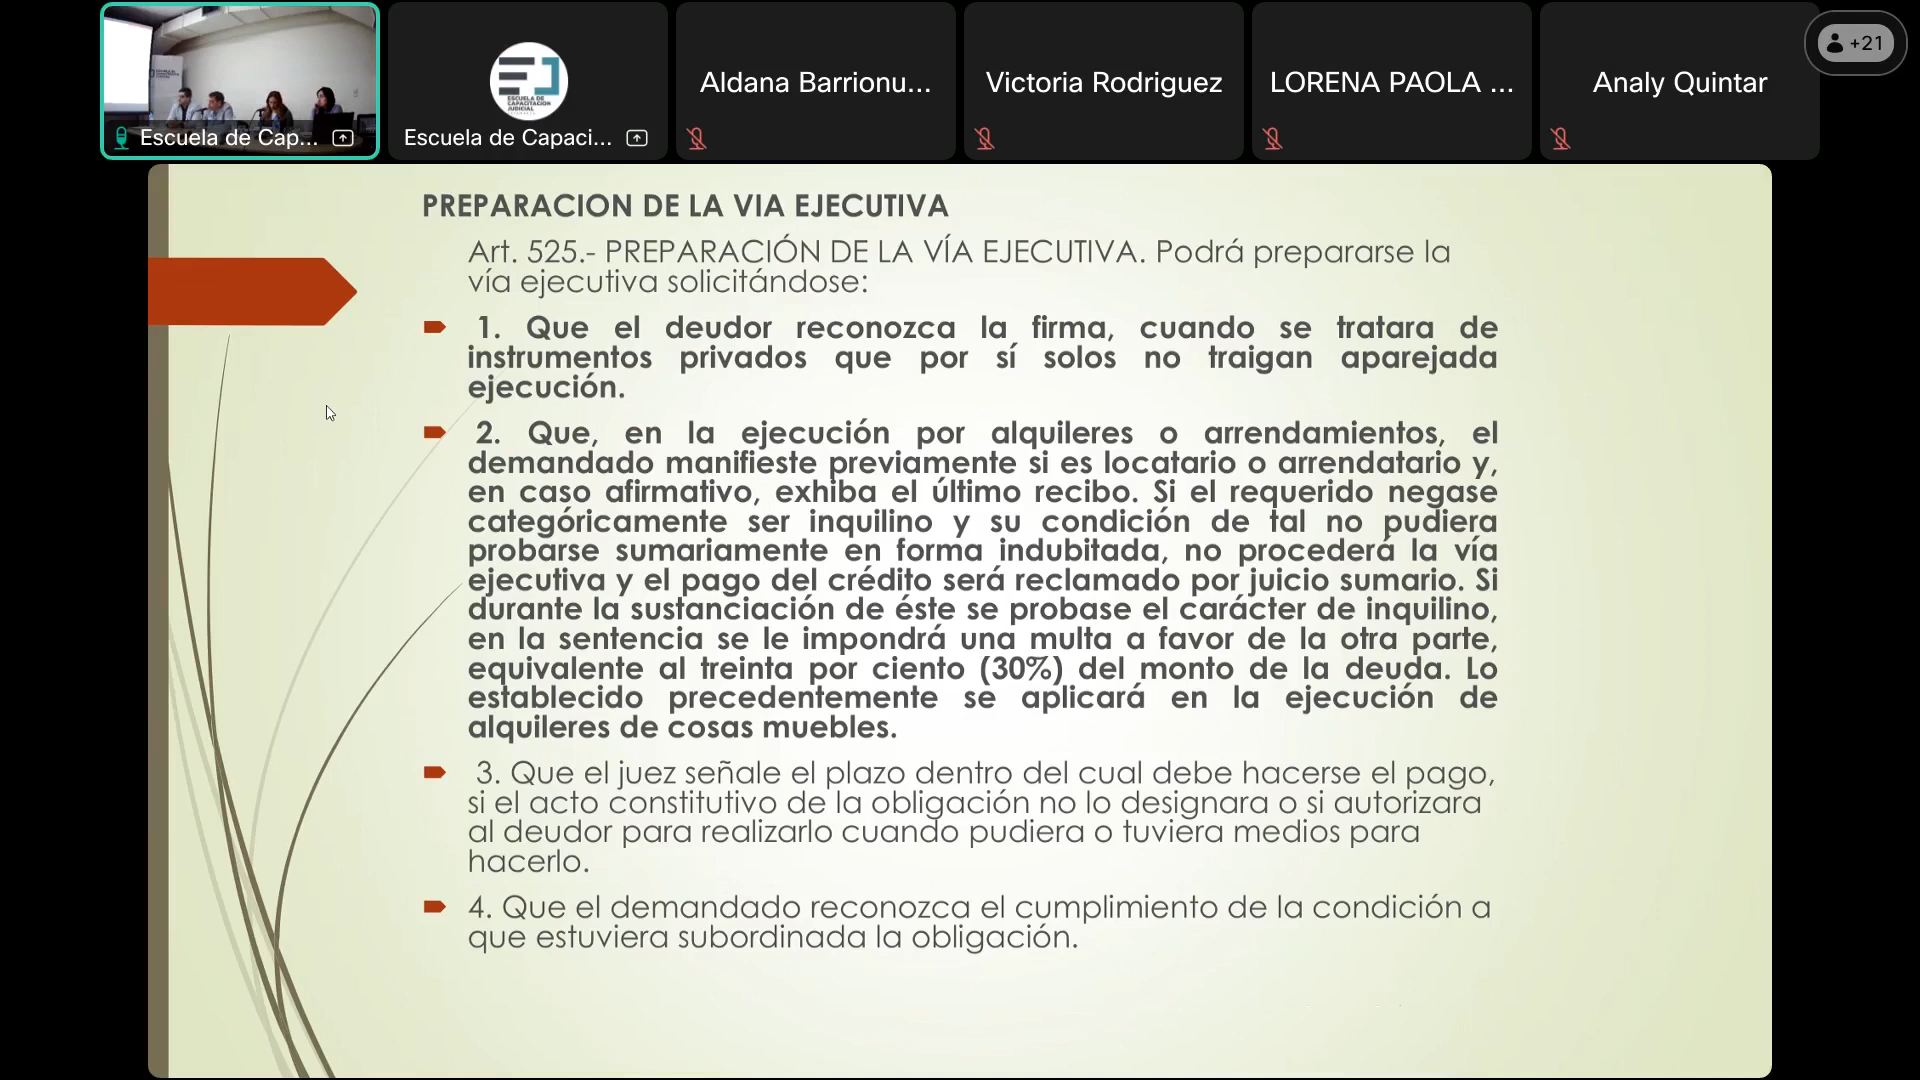 Aldana Barrionu...
Victoria Rodriguez
LORENA PAOLA ...
Analy Quintar
+21
ESCUELA DE
CAPACITACION
JUDICIAL
Escuela de Cap...
Escuela de Capaci...
PREPARACION DE LA VIA EJECUTIVA
Art. 525.- PREPARACIÓN DE LA VÍA EJECUTIVA. Podrá prepararse la
vía ejecutiva solicitándose:
1. Que el deudor reconozca la firma, cuando se tratara de
instrumentos privados que por sí solos no traigan aparejada
ejecución.
2. Que, en la ejecución por alquileres o arrendamientos, el
demandado manifieste previamente si es locatario o arrendatario y,
en caso afirmativo, exhiba el último recibo. Si el requerido negase
categóricamente ser inquilino y su condición de tal no pudiera
probarse sumariamente en forma indubitada, no procederá la vía
ejecutiva y el pago del crédito será reclamado por juicio sumario. Si
durante la sustanciación de éste se probase el carácter de inquilino,
en la sentencia se le impondrá una multa a favor de la otra parte,
equivalente al treinta por ciento (30%) del monto de la deuda. Lo
establecido precedentemente se aplicará en la ejecución de
alquileres de cosas muebles.
3. Que el juez señale el plazo dentro del cual debe hacerse el pago,
si el acto constitutivo de la obligación no lo designara o si autorizara
al deudor para realizarlo cuando pudiera o tuviera medios para
hacerlo.
4. Que el demandado reconozca el cumplimiento de la condición a
que estuviera subordinada la obligación.